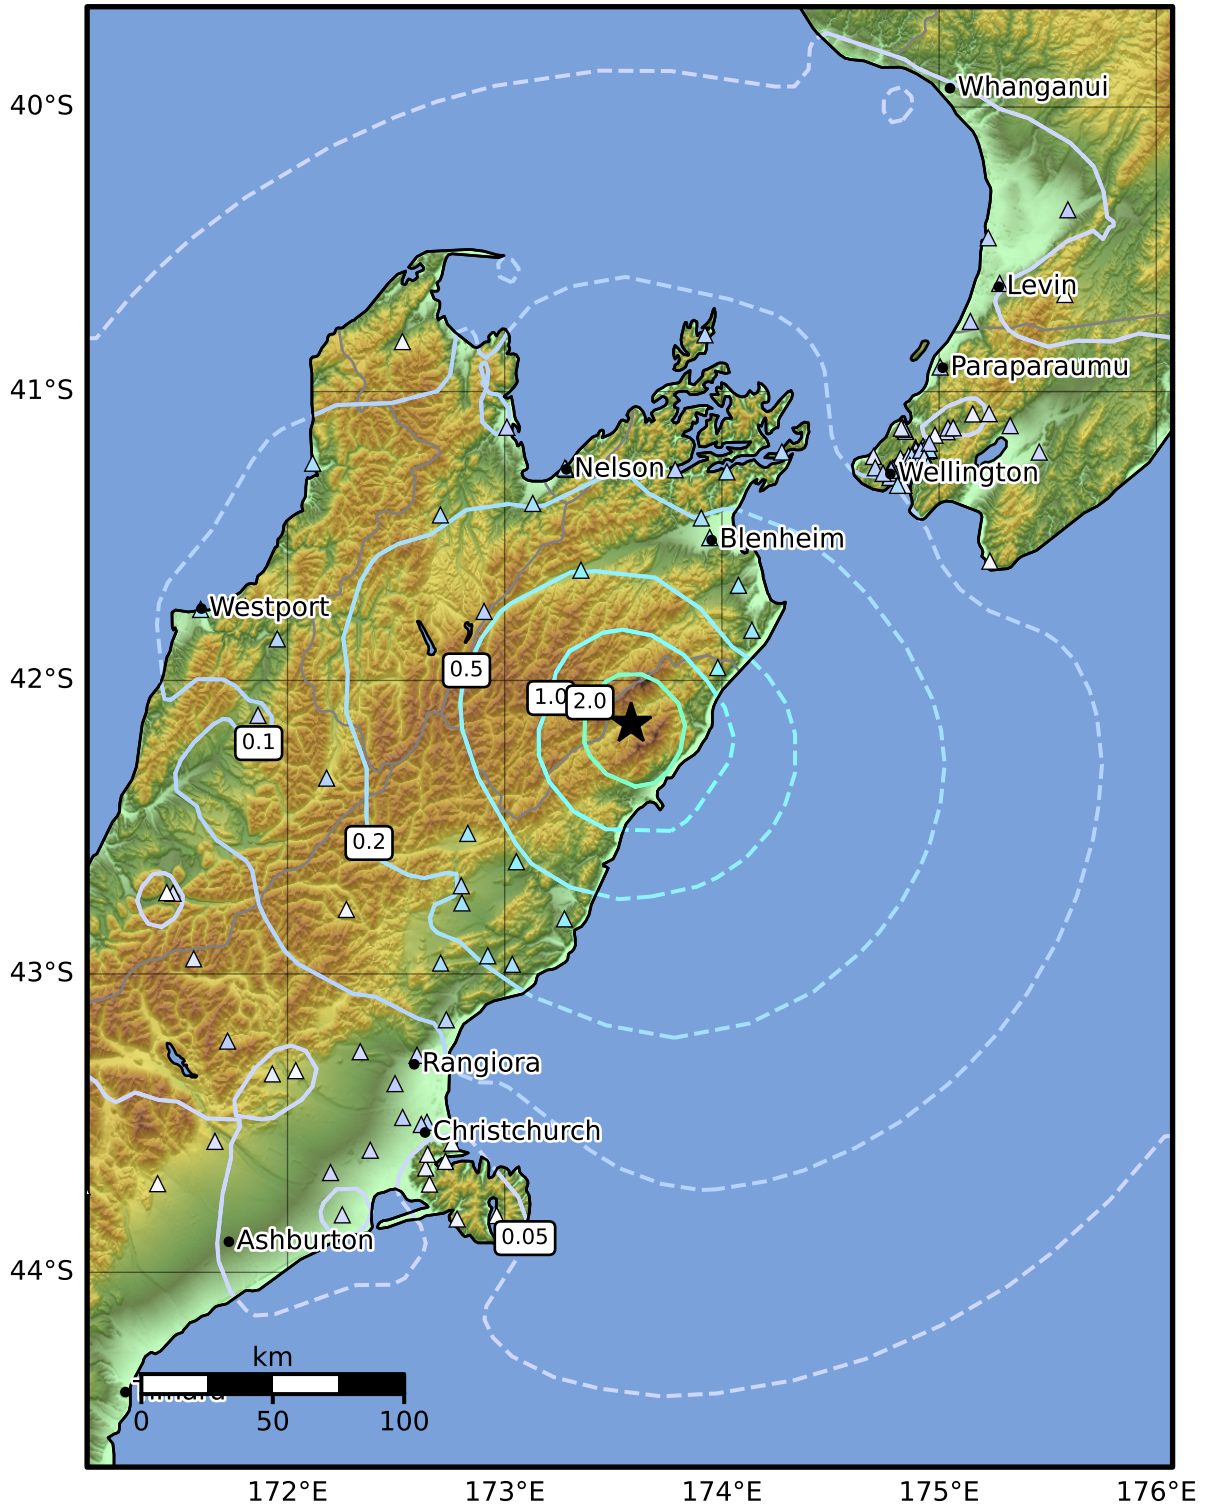 40°S
Whanganui
Levin
41°S
Paraparaumu
Nelson
Wellington
Blenheim
Westport
0.5
42°S
1.0
2.0
0.1
0.2
43°S
Rangiora
Christchurch
0.05
Ashburton
44°S
km
Timaru
0 50 100
172°E 173°E 174°E 175°E 176°E